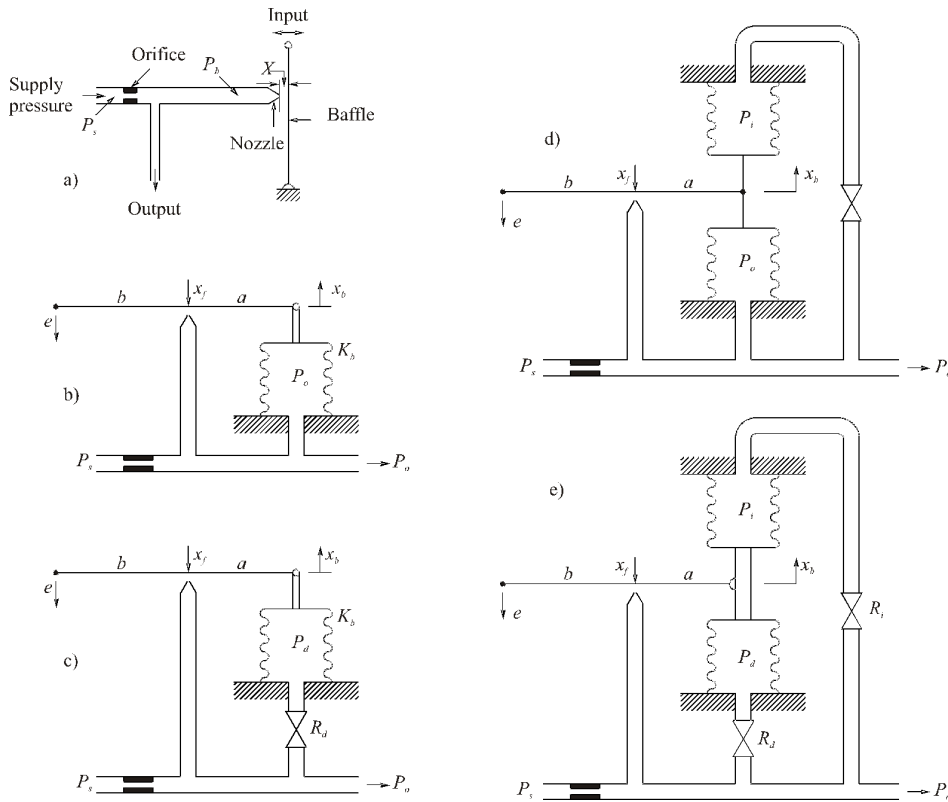 Input
Orifice
P_b
X
Supply
pressure
P_s
Baffle
Nozzle
a)
Output
b
x_f
a
x_b
e
K_b
P_o
b)
P_s
P_o
b
x_f
a
x_b
e
K_b
P_d
c)
R_d
P_s
P_o
P_i
d)
b
x_f
a
x_b
e
P_o
P_s
P_o
e)
P_i
b
x_f
a
x_b
e
R_i
P_d
R_d
P_s
P_o